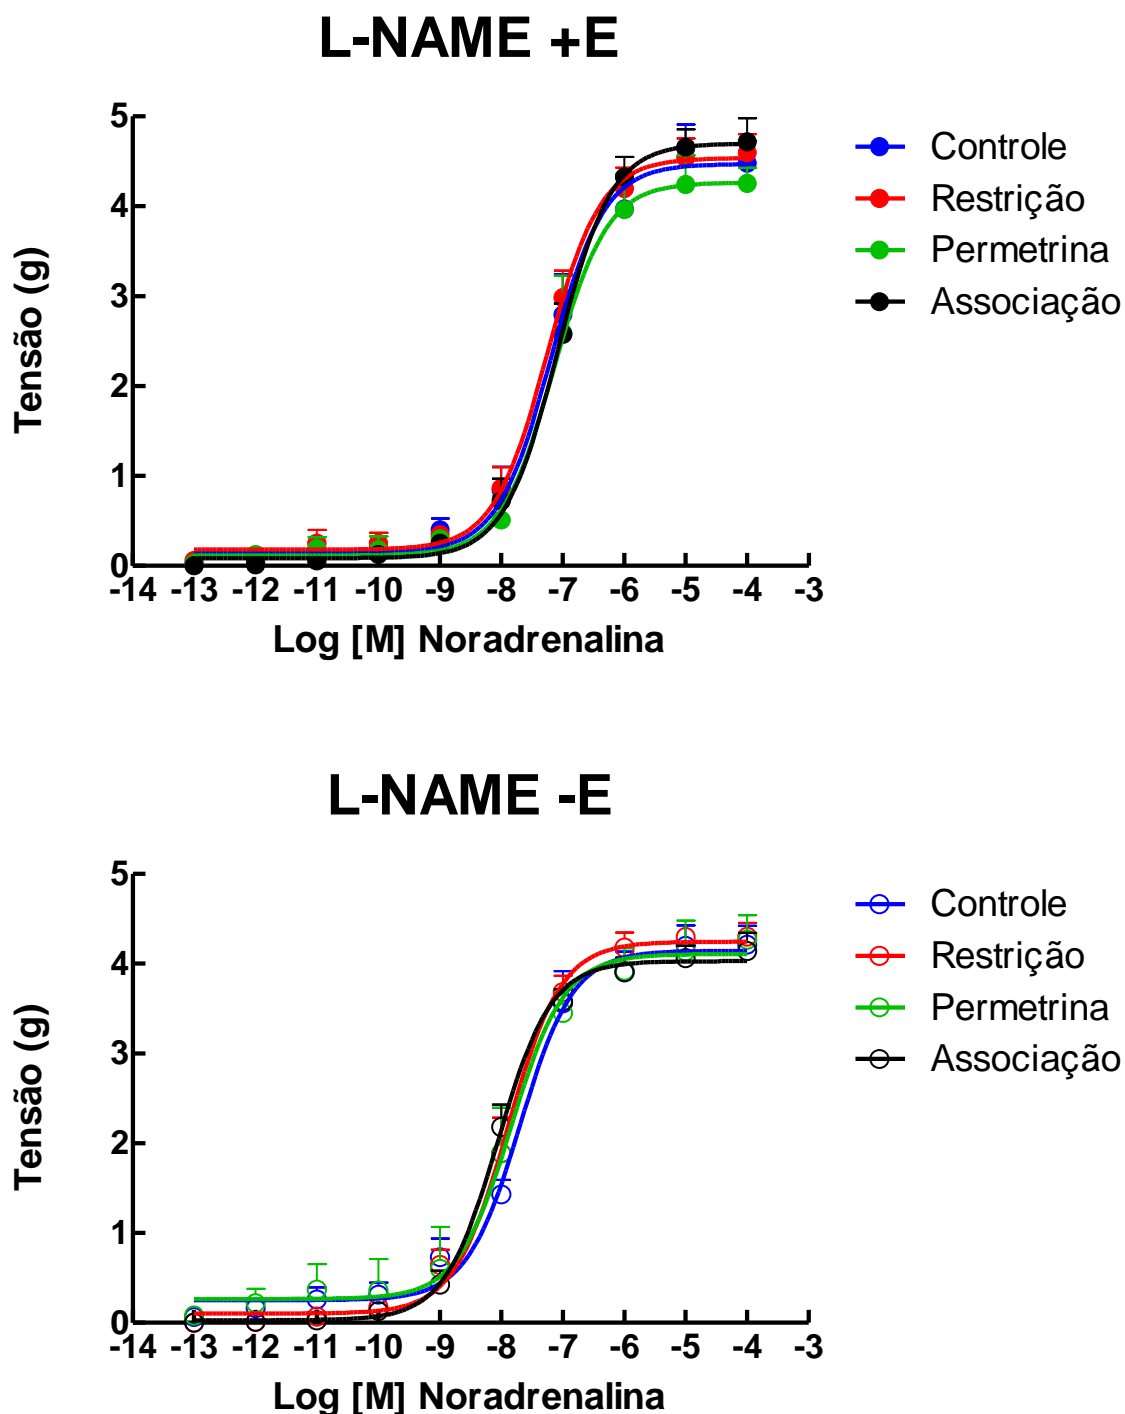 L-NAME +E
5
4
3
2
1
0
Tensão (g)
-14 -13 -12 -11 -10 -9 -8 -7 -6 -5 -4 -3
Log [M] Noradrenalina
Controle
Restrição
Permetrina
Associação
L-NAME -E
5
4
3
2
1
0
Tensão (g)
-14 -13 -12 -11 -10 -9 -8 -7 -6 -5 -4 -3
Log [M] Noradrenalina
Controle
Restrição
Permetrina
Associação